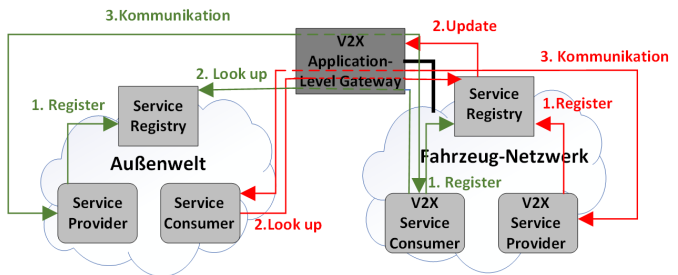 3.Kommunikation
V2X
Application-
Level Gateway
2.Update
3. Kommunikation
2. Look up
1. Register
Service
Registry
Service
Registry
1.Register
Außenwelt
Fahrzeug-Netzwerk
1. Register
Service
Provider
Service
Consumer
2.Look up
V2X
Service
Consumer
V2X
Service
Provider